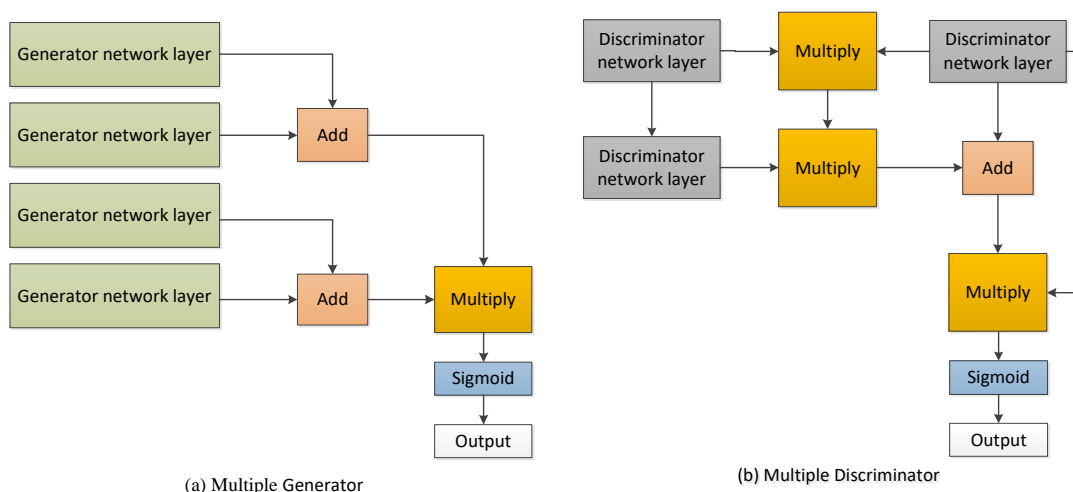 Generator network layer
Generator network layer
Add
Generator network layer
Generator network layer
Add
Multiply
Sigmoid
Output
(a) Multiple Generator
Discriminator
network layer
Multiply
Discriminator
network layer
Discriminator
network layer
Multiply
Add
Multiply
Sigmoid
Output
(b) Multiple Discriminator